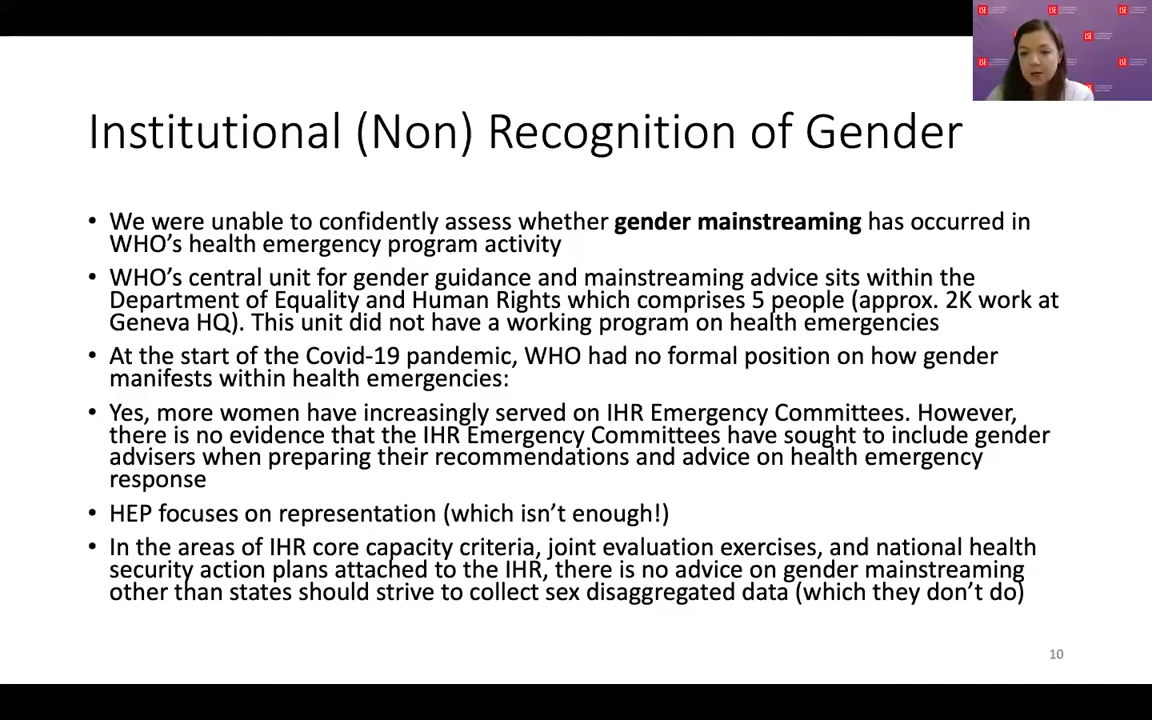 LSE
LSE
LSE
LSE
LSE
LSE
Institutional (Non) Recognition of Gender
• We were unable to confidently assess whether gender mainstreaming has occurred in
WHO’s health emergency program activity
• WHO’s central unit for gender guidance and mainstreaming advice sits within the
Department of Equality and Human Rights which comprises 5 people (approx. 2K work at
Geneva HQ). This unit did not have a working program on health emergencies
• At the start of the Covid-19 pandemic, WHO had no formal position on how gender
manifests within health emergencies:
• Yes, more women have increasingly served on IHR Emergency Committees. However,
there is no evidence that the IHR Emergency Committees have sought to include gender
advisers when preparing their recommendations and advice on health emergency
response
• HEP focuses on representation (which isn’t enough!)
• In the areas of IHR core capacity criteria, joint evaluation exercises, and national health
security action plans attached to the IHR, there is no advice on gender mainstreaming
other than states should strive to collect sex disaggregated data (which they don’t do)
10